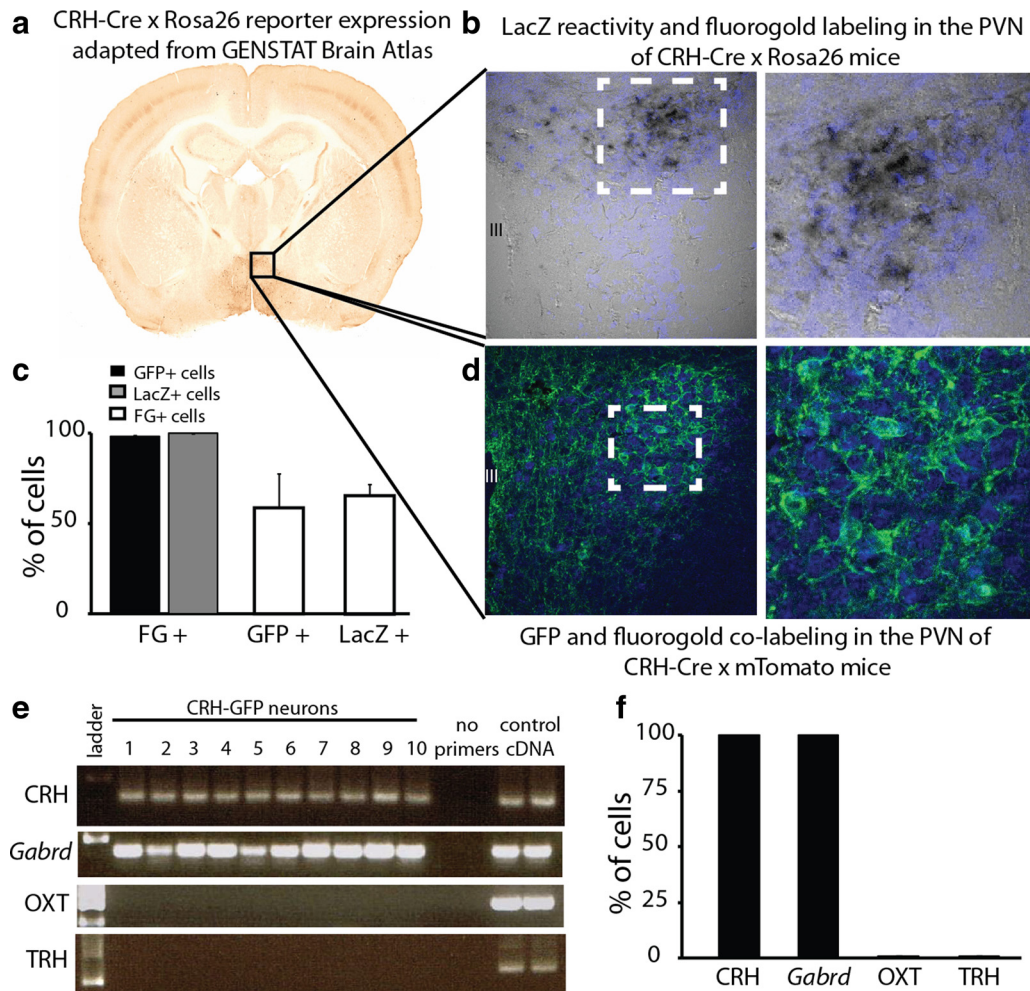 a
CRH-Cre x Rosa26 reporter expression
adapted from GENSTAT Brain Atlas
b
LacZ reactivity and fluorogold labeling in the PVN
of CRH-Cre x Rosa26 mice
III
c
GFP+ cells
LacZ+ cells
FG+ cells
% of cells
100
50
0
FG +
GFP +
LacZ +
d
III
GFP and fluorogold co-labeling in the PVN of
CRH-Cre x mTomato mice
e
ladder
CRH-GFP neurons
1 2 3 4 5 6 7 8 9 10
no
primers
control
cDNA
CRH
Gabrd
OXT
TRH
f
% of cells
100
75
50
25
0
CRH
Gabrd
OXT
TRH